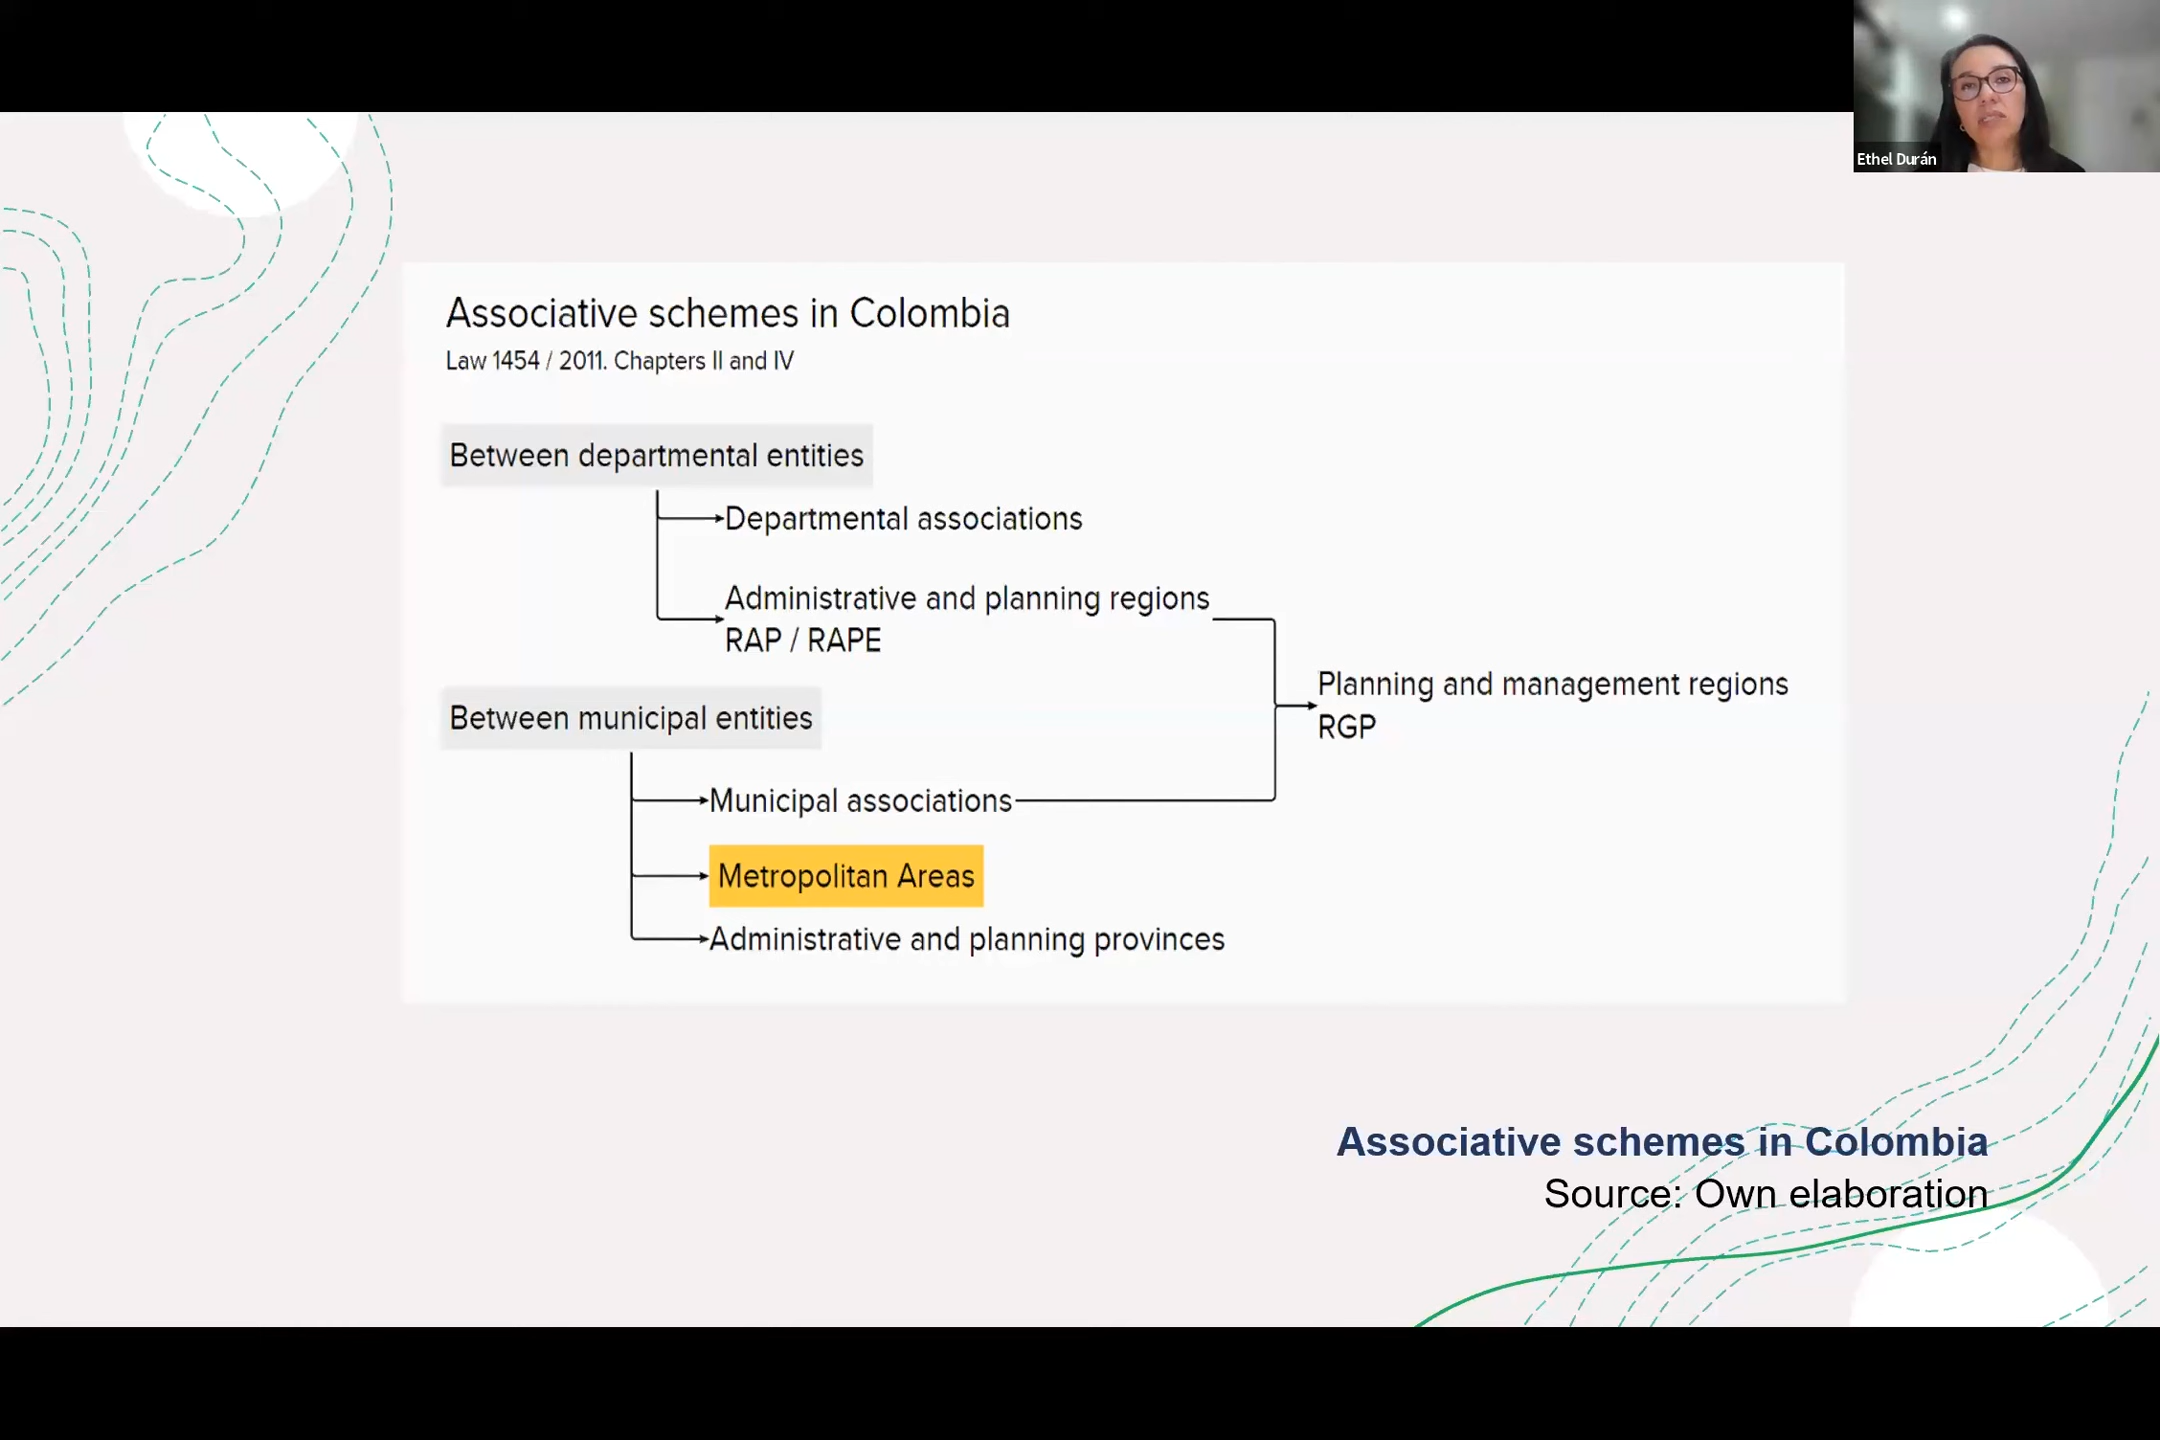 Ethel Durán
Associative schemes in Colombia
Law 1454 / 2011. Chapters II and IV
Between departmental entities
Departmental associations
Administrative and planning regions
RAP / RAPE
Planning and management regions
RGP
Between municipal entities
Municipal associations
Metropolitan Areas
Administrative and planning provinces
Associative schemes in Colombia
Source: Own elaboration